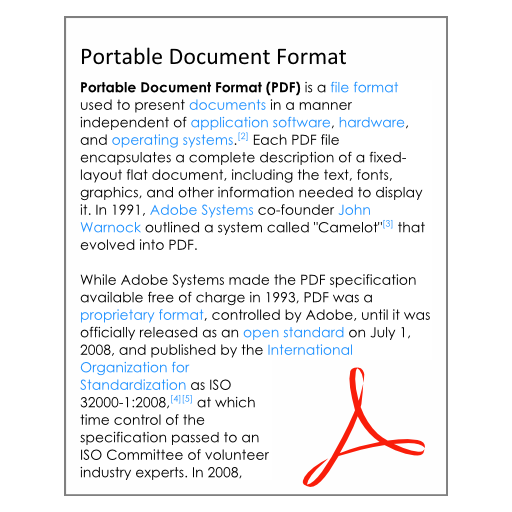 Portable Document Format
Portable Document Format (PDF) is a file format
used to present documents in a manner
independent of application software, hardware,
and operating systems.[2] Each PDF file
encapsulates a complete description of a fixed-
layout flat document, including the text, fonts,
graphics, and other information needed to display
it. In 1991, Adobe Systems co-founder John
Warnock outlined a system called "Camelot"[3] that
evolved into PDF.
While Adobe Systems made the PDF specification
available free of charge in 1993, PDF was a
proprietary format, controlled by Adobe, until it was
officially released as an open standard on July 1,
2008, and published by the International
Organization for
Standardization as ISO
32000-1:2008,[4][5] at which
time control of the
specification passed to an
ISO Committee of volunteer
industry experts. In 2008,